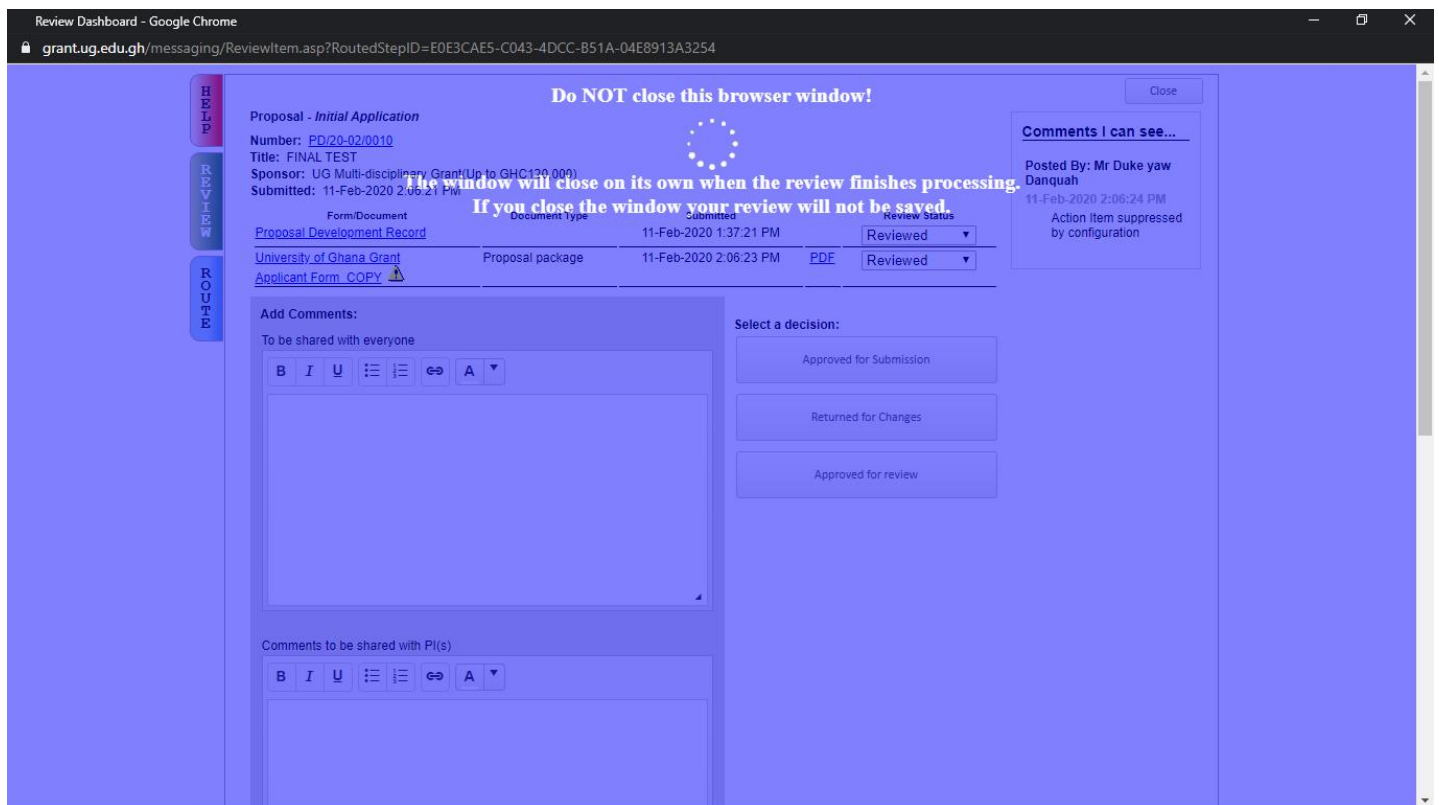 Review Dashboard - Google Chrome
grant.ug.edu.gh/messaging/ReviewItem.asp?RoutedStepID=E0E3CAE5-C043-4DCC-B51A-04E8913A3254
HELP
REVIEW
ROUTE
Do NOT close this browser window!
The window will close on its own when the review finishes processing.
If you close the window your review will not be saved.
Close
Proposal - Initial Application
Number: PD/20-02/0010
Title: FINAL TEST
Sponsor: UG Multi-disciplinary Grant(Up to GHC120,000)
Submitted: 11-Feb-2020 2:06:21 PM
Form/Document Document Type Submitted Review Status
Proposal Development Record 11-Feb-2020 1:37:21 PM Reviewed
University of Ghana Grant Proposal package 11-Feb-2020 2:06:23 PM PDF Reviewed
Applicant Form_COPY
Comments I can see...
Posted By: Mr Duke yaw
Danquah
11-Feb-2020 2:06:24 PM
Action Item suppressed
by configuration
Add Comments:
To be shared with everyone
B I U A
Select a decision:
Approved for Submission
Returned for Changes
Approved for review
Comments to be shared with PI(s)
B I U A